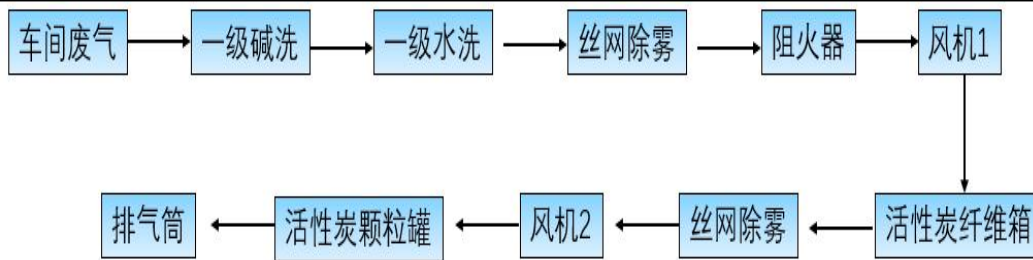 车间废气
一级碱洗
一级水洗
丝网除雾
阻火器
风机1
排气筒
活性炭颗粒罐
风机2
丝网除雾
活性炭纤维箱